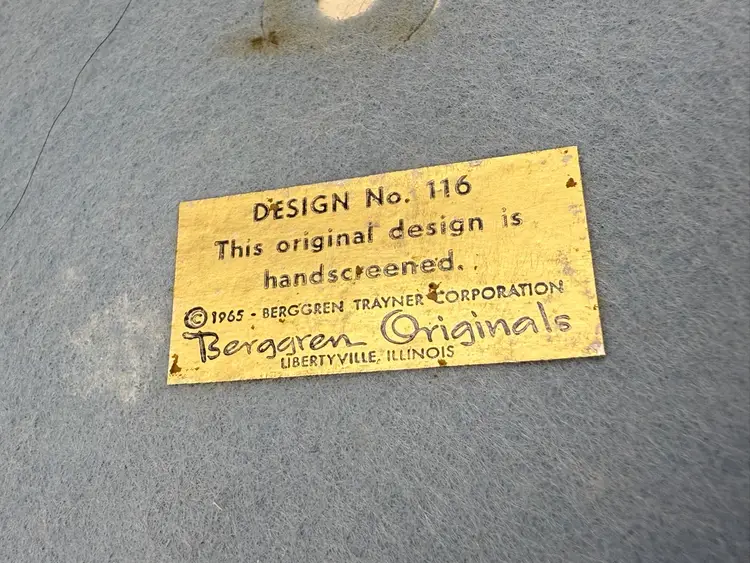 DESIGN No. 116
This original design is
handscreened.
©1965 - BERGGREN TRAYNER CORPORATION
Berggren Originals
LIBERTYVILLE, ILLINOIS